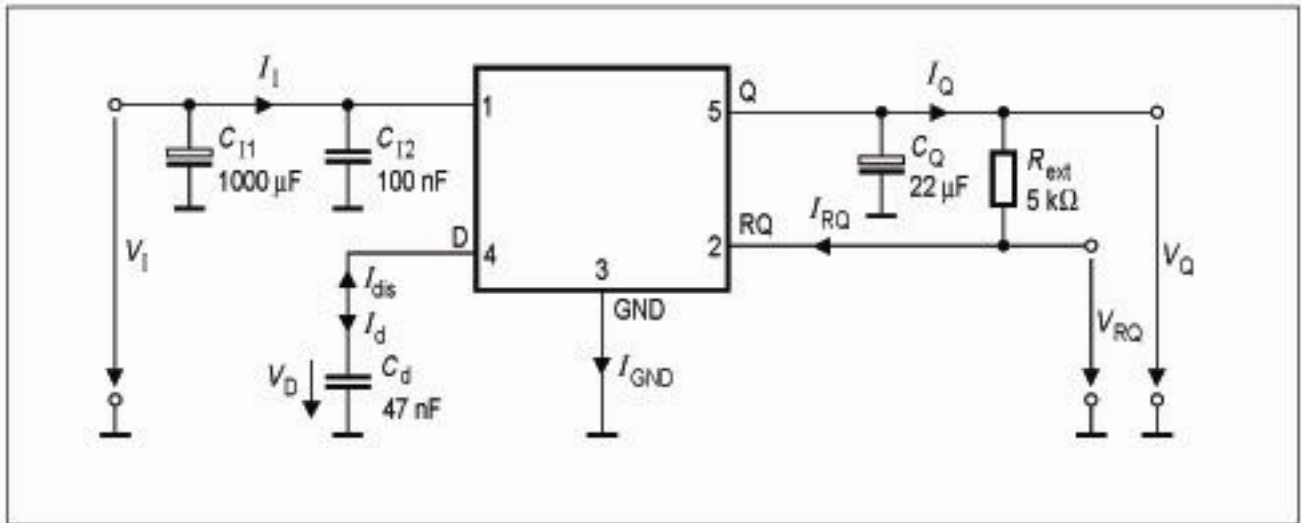 I_I
1
C_I1
1000 µF
C_I2
100 nF
D
4
3
GND
Q
5
I_Q
C_Q
22 µF
R_ext
5 kΩ
I_RQ
RQ
2
V_I
I_dis
I_d
V_D
C_d
47 nF
I_GND
V_RQ
V_Q